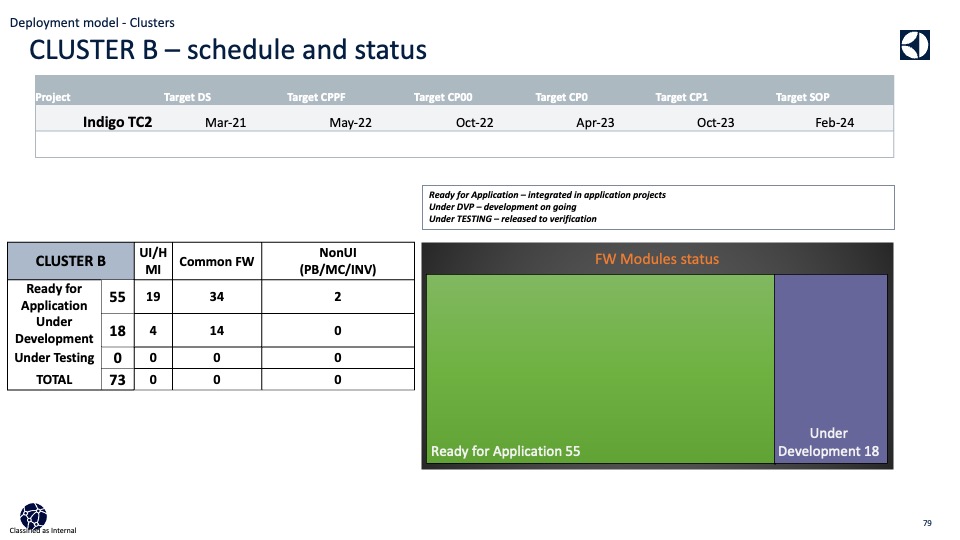 Deployment model - Clusters
CLUSTER B – schedule and status
Project Target DS Target CPPF Target CP00 Target CP0 Target CP1 Target SOP
Indigo TC2 Mar-21 May-22 Oct-22 Apr-23 Oct-23 Feb-24
Ready for Application – integrated in application projects
Under DVP – development on going
Under TESTING – released to verification
CLUSTER B UI/H Common FW NonUI
MI (PB/MC/INV)
Ready for
Application 55 19 34 2
Under
Development 18 4 14 0
Under Testing 0 0 0 0
TOTAL 73 0 0 0
FW Modules status
Ready for Application 55
Under
Development 18
Classified as Internal
79